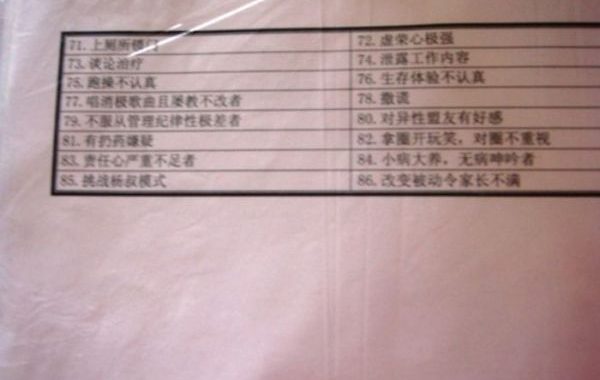 71. 上厕所锁门
72. 虚荣心极强
73. 谈论治疗
74. 泄露工作内容
75. 跑操不认真
76. 生存体验不认真
77. 唱消极歌曲且屡教不改者
78. 撒谎
79. 不服从管理纪律性极差者
80. 对异性盟友有好感
81. 有扔药嫌疑
82. 拿圈开玩笑，对圈不重视
83. 责任心严重不足者
84. 小病大养，无病呻吟者
85. 挑战杨叔模式
86. 改变被动令家长不满